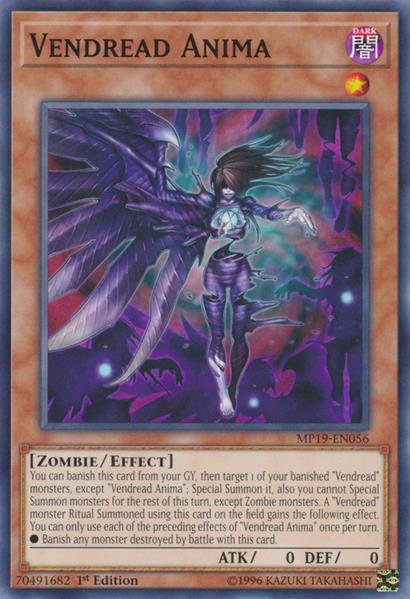 VENDREAD ANIMA
DARK
闇
MP19-EN056
[ZOMBIE/EFFECT]
You can banish this card from your GY, then target 1 of your banished "Vendread"
monsters, except "Vendread Anima"; Special Summon it, also you cannot Special
Summon monsters for the rest of this turn, except Zombie monsters. A "Vendread"
monster Ritual Summoned using this card on the field gains the following effect.
You can only use each of the preceding effects of "Vendread Anima" once per turn.
● Banish any monster destroyed by battle with this card.
ATK/ 0 DEF/ 0
70491682 1st Edition ©1996 KAZUKI TAKAHASHI